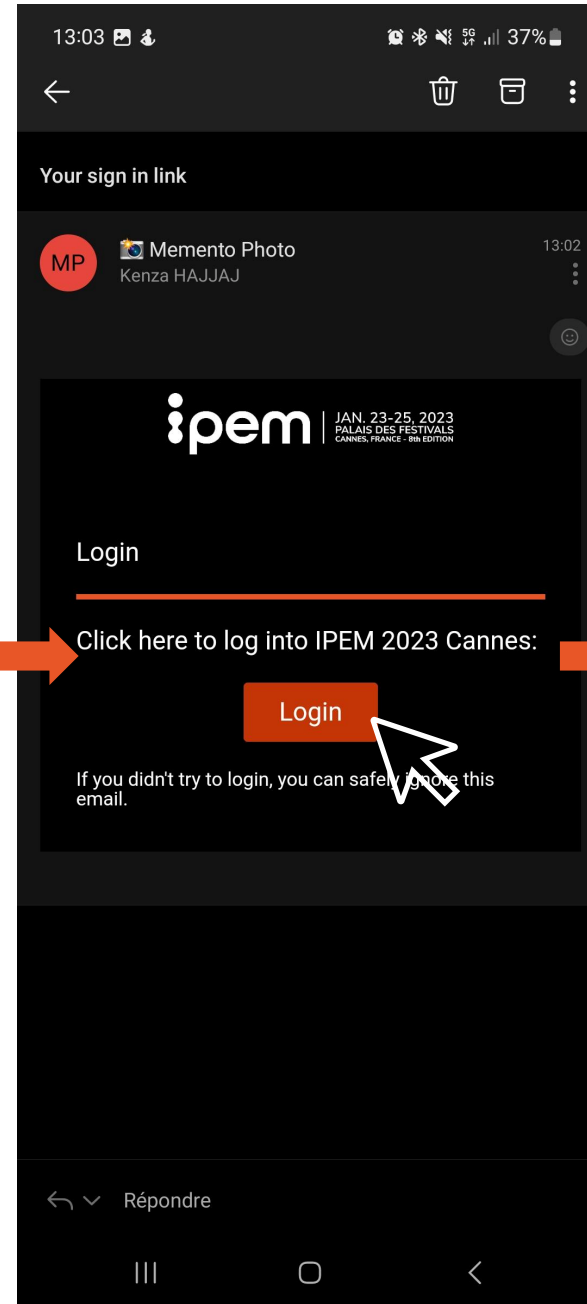 13:03 5G 37%
Your sign in link
MP
Memento Photo
13:02
Kenza HAJJAJ
ipem
JAN. 23-25, 2023
PALAIS DES FESTIVALS
CANNES, FRANCE - 8th EDITION
Login
Click here to log into IPEM 2023 Cannes:
Login
If you didn't try to login, you can safely ignore this
email.
Répondre